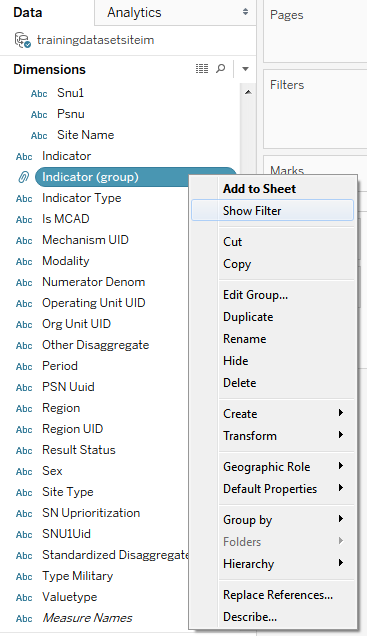 Data
Analytics
trainingdatasetsiteim
Dimensions
Abc Snu1
Abc Psnu
Abc Site Name
Abc Indicator
Indicator (group)
Abc Indicator Type
Abc Is MCAD
Abc Mechanism UID
Abc Modality
Abc Numerator Denom
Abc Operating Unit UID
Abc Org Unit UID
Abc Other Disaggregate
Abc Period
Abc PSN Uuid
Abc Region
Abc Region UID
Abc Result Status
Abc Sex
Abc Site Type
Abc SN Uprioritization
Abc SNU1Uid
Abc Standardized Disaggregate
Abc Type Military
Abc Valuetype
Abc Measure Names
Pages
Filters
Marks
Add to Sheet
Show Filter
Cut
Copy
Edit Group...
Duplicate
Rename
Hide
Delete
Create
Transform
Geographic Role
Default Properties
Group by
Folders
Hierarchy
Replace References...
Describe...